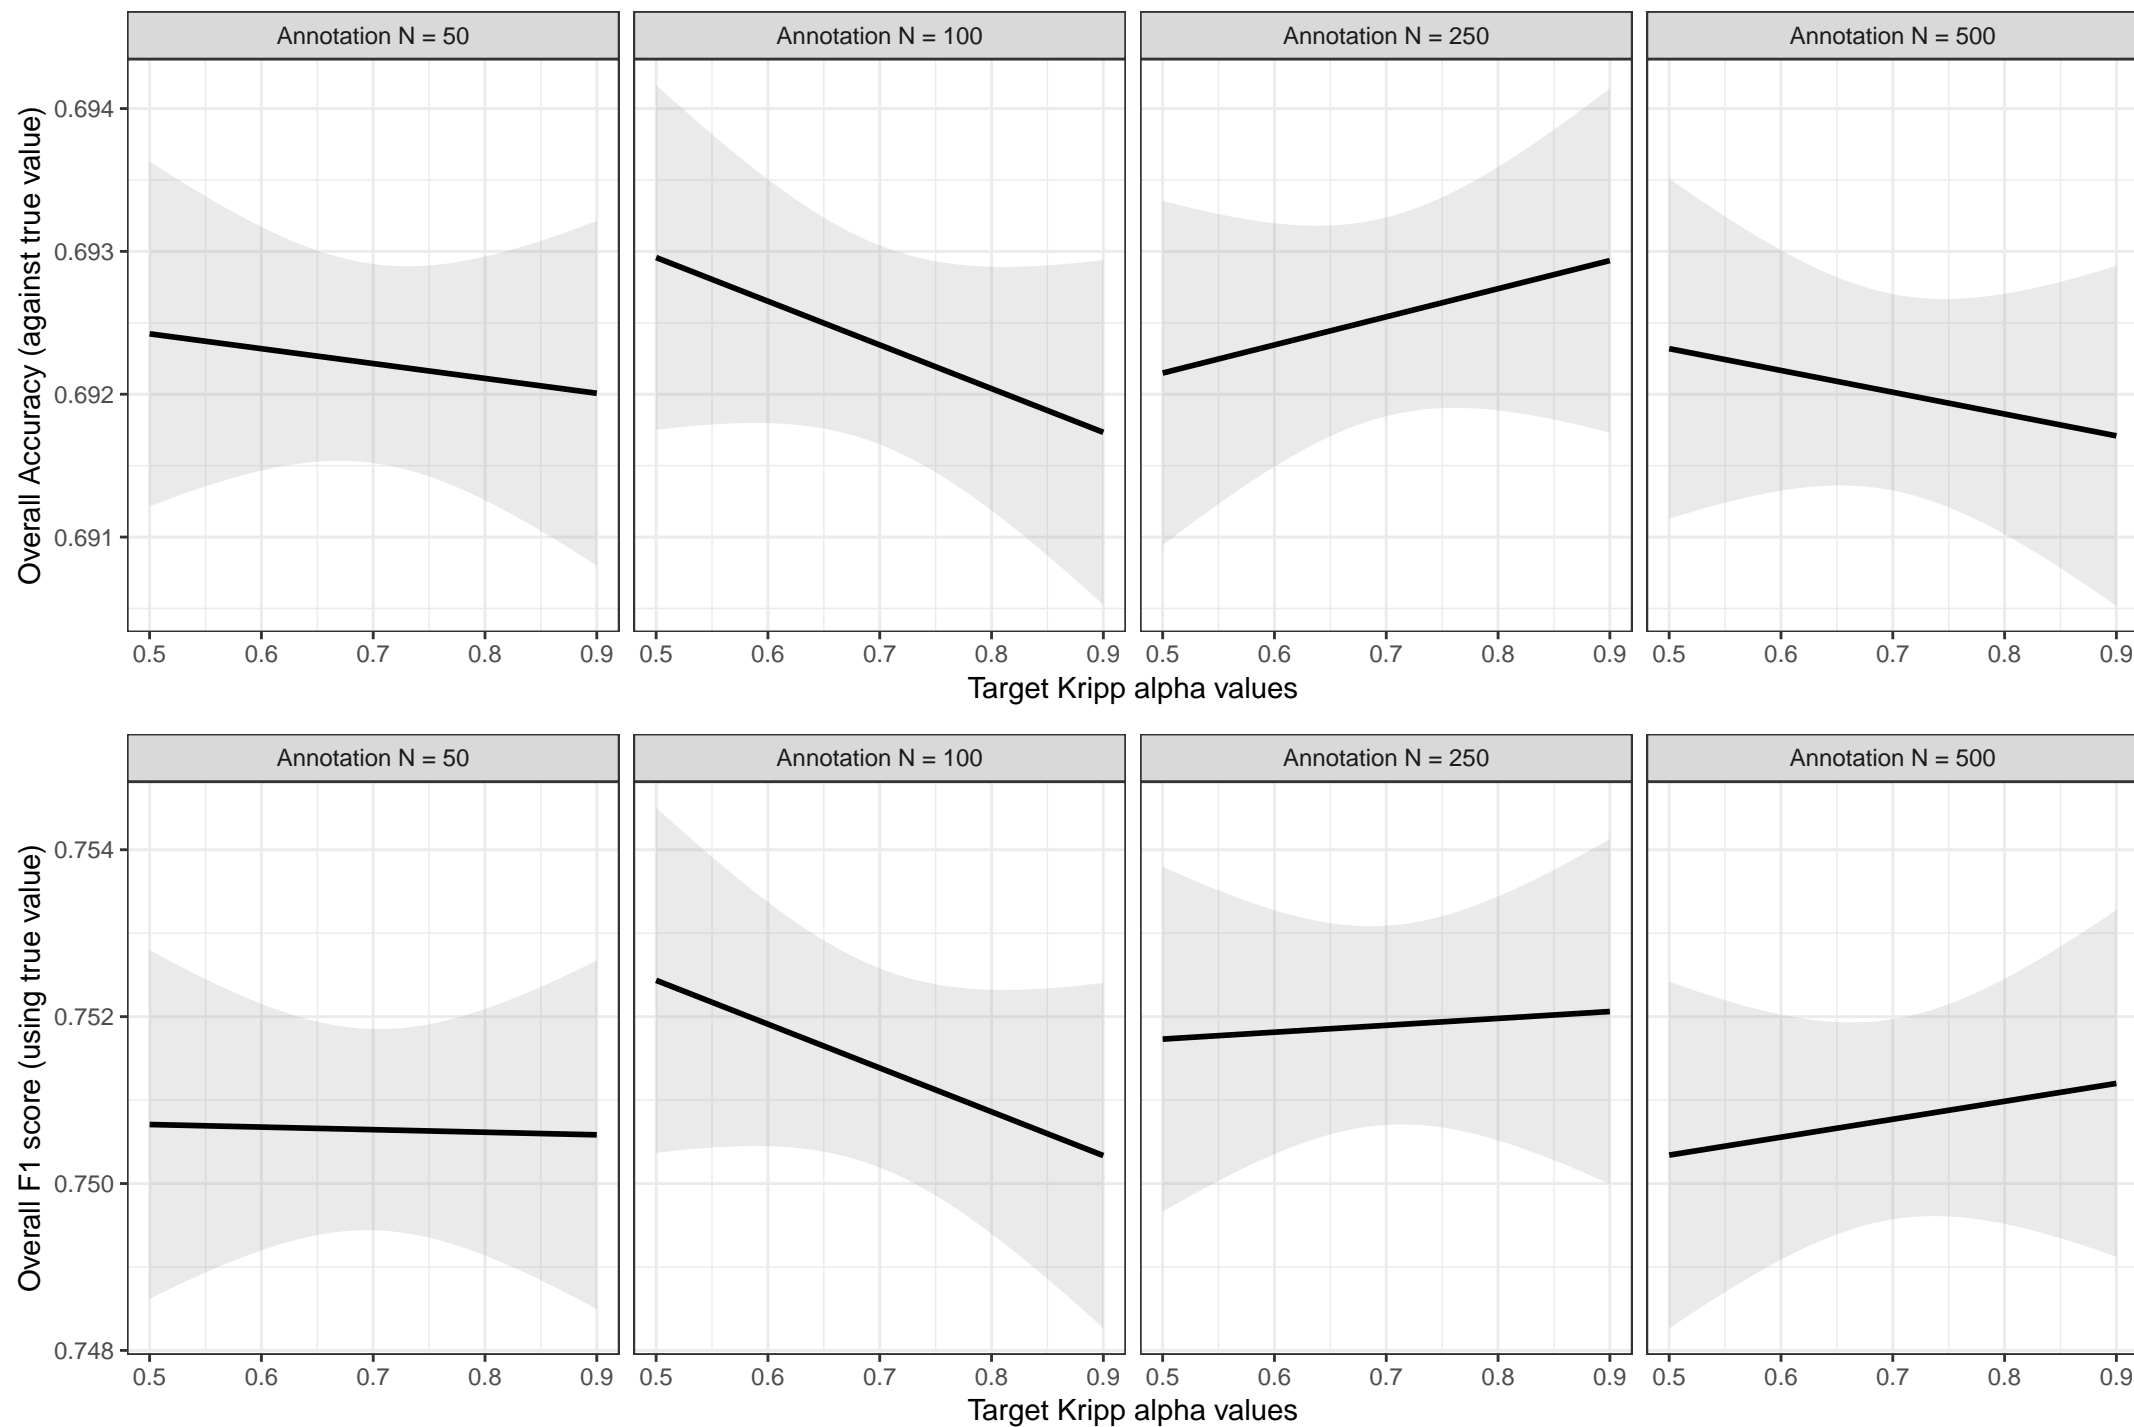 Annotation N = 50
Annotation N = 100
Annotation N = 250
Annotation N = 500
Overall Accuracy (against true value)
0.694
0.693
0.692
0.691
0.5 0.6 0.7 0.8 0.9
0.5 0.6 0.7 0.8 0.9
0.5 0.6 0.7 0.8 0.9
0.5 0.6 0.7 0.8 0.9
Target Kripp alpha values
Annotation N = 50
Annotation N = 100
Annotation N = 250
Annotation N = 500
Overall F1 score (using true value)
0.754
0.752
0.750
0.748
0.5 0.6 0.7 0.8 0.9
0.5 0.6 0.7 0.8 0.9
0.5 0.6 0.7 0.8 0.9
0.5 0.6 0.7 0.8 0.9
Target Kripp alpha values